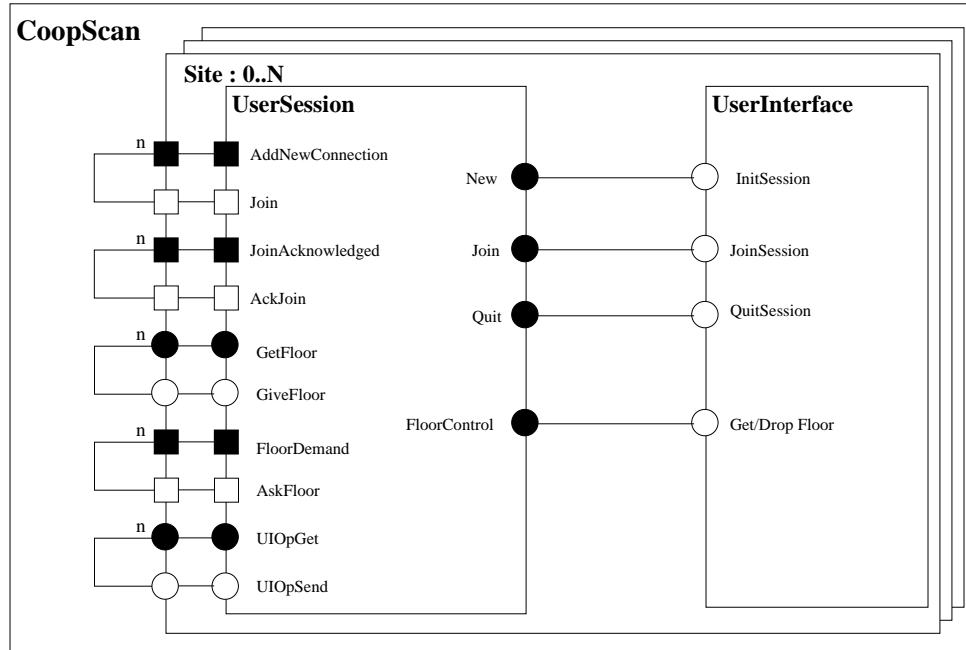 CoopScan
Site : 0..N
UserSession
UserInterface
n
AddNewConnection
New
InitSession
Join
n
JoinAcknowledged
Join
JoinSession
AckJoin
Quit
QuitSession
n
GetFloor
GiveFloor
FloorControl
Get/Drop Floor
n
FloorDemand
AskFloor
n
UIOpGet
UIOpSend